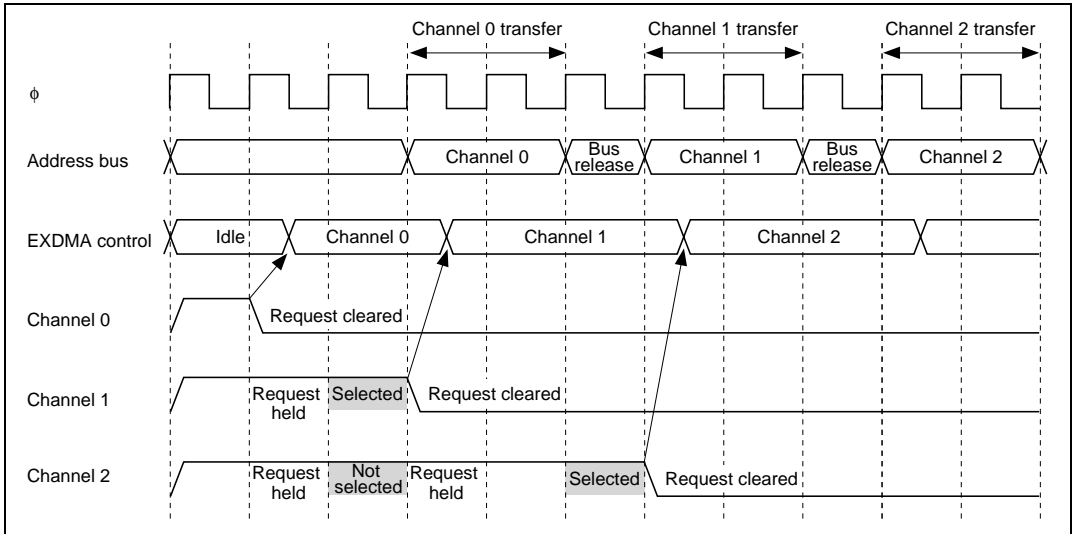 Channel 0 transfer Channel 1 transfer Channel 2 transfer
φ
Address bus Channel 0 Bus release Channel 1 Bus release Channel 2
EXDMA control Idle Channel 0 Channel 1 Channel 2
Channel 0 Request cleared
Channel 1 Request held Selected Request cleared
Channel 2 Request held Not selected Request held Selected Request cleared